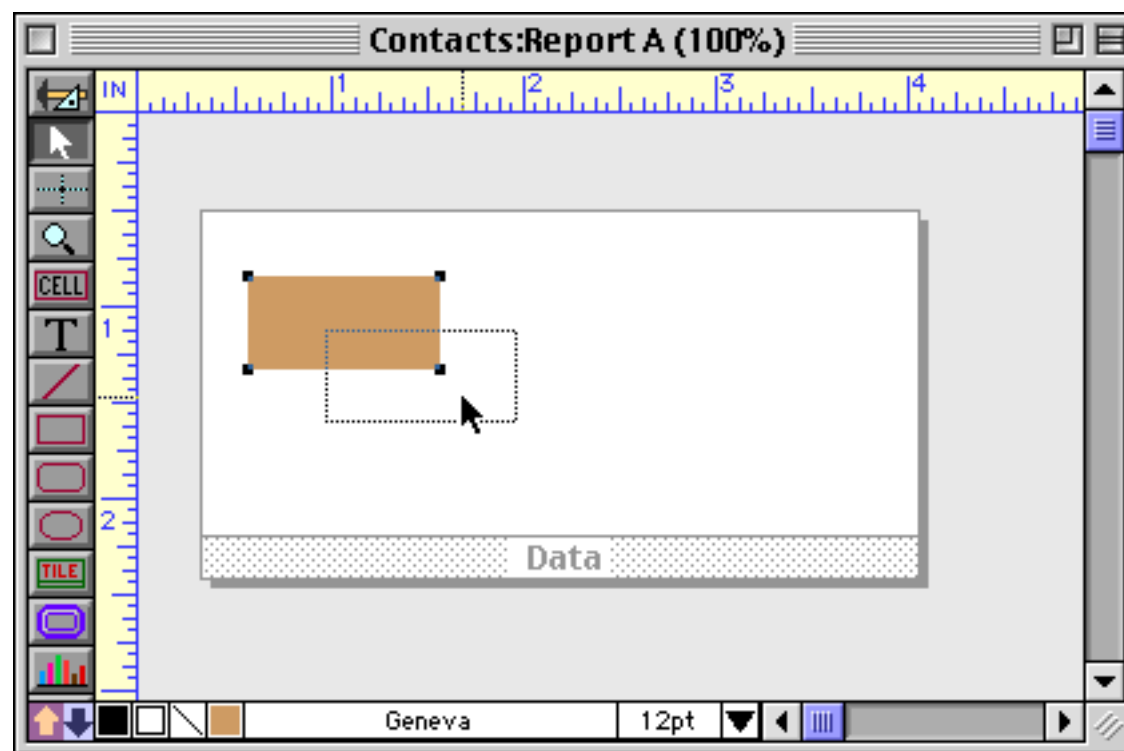 Contacts:Report A (100%)
IN 1 2 3 4
CELL
T
1
2
TILE
Data
Geneva 12pt